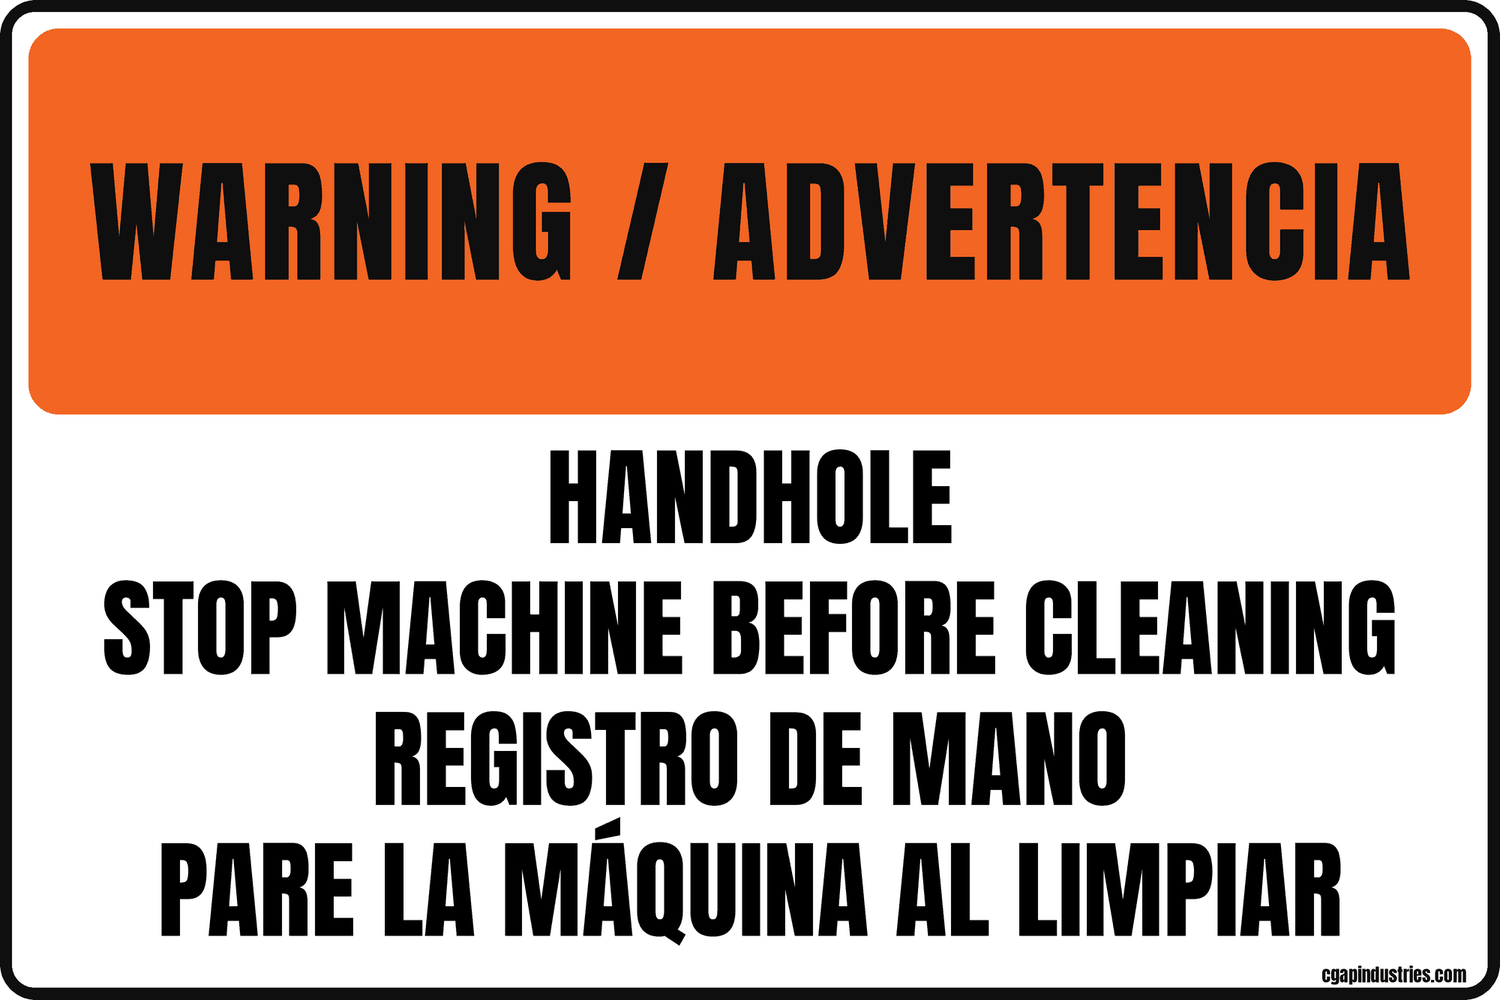 WARNING / ADVERTENCIA
HANDHOLE
STOP MACHINE BEFORE CLEANING
REGISTRO DE MANO
PARE LA MÁQUINA AL LIMPIAR
cgapindustries.com